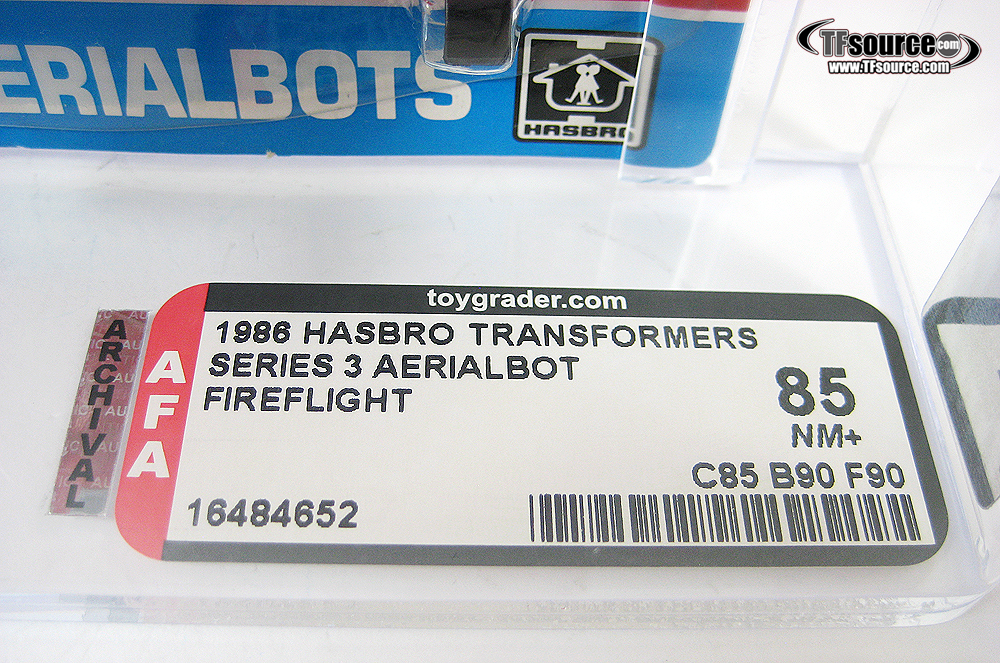 ERIALBOTS
HASBRO
TFsource.com
www.TFsource.com
ARCHIVAL
AFA
toygrader.com
1986 HASBRO TRANSFORMERS
SERIES 3 AERIALBOT
FIREFLIGHT
85
NM+
C85 B90 F90
16484652